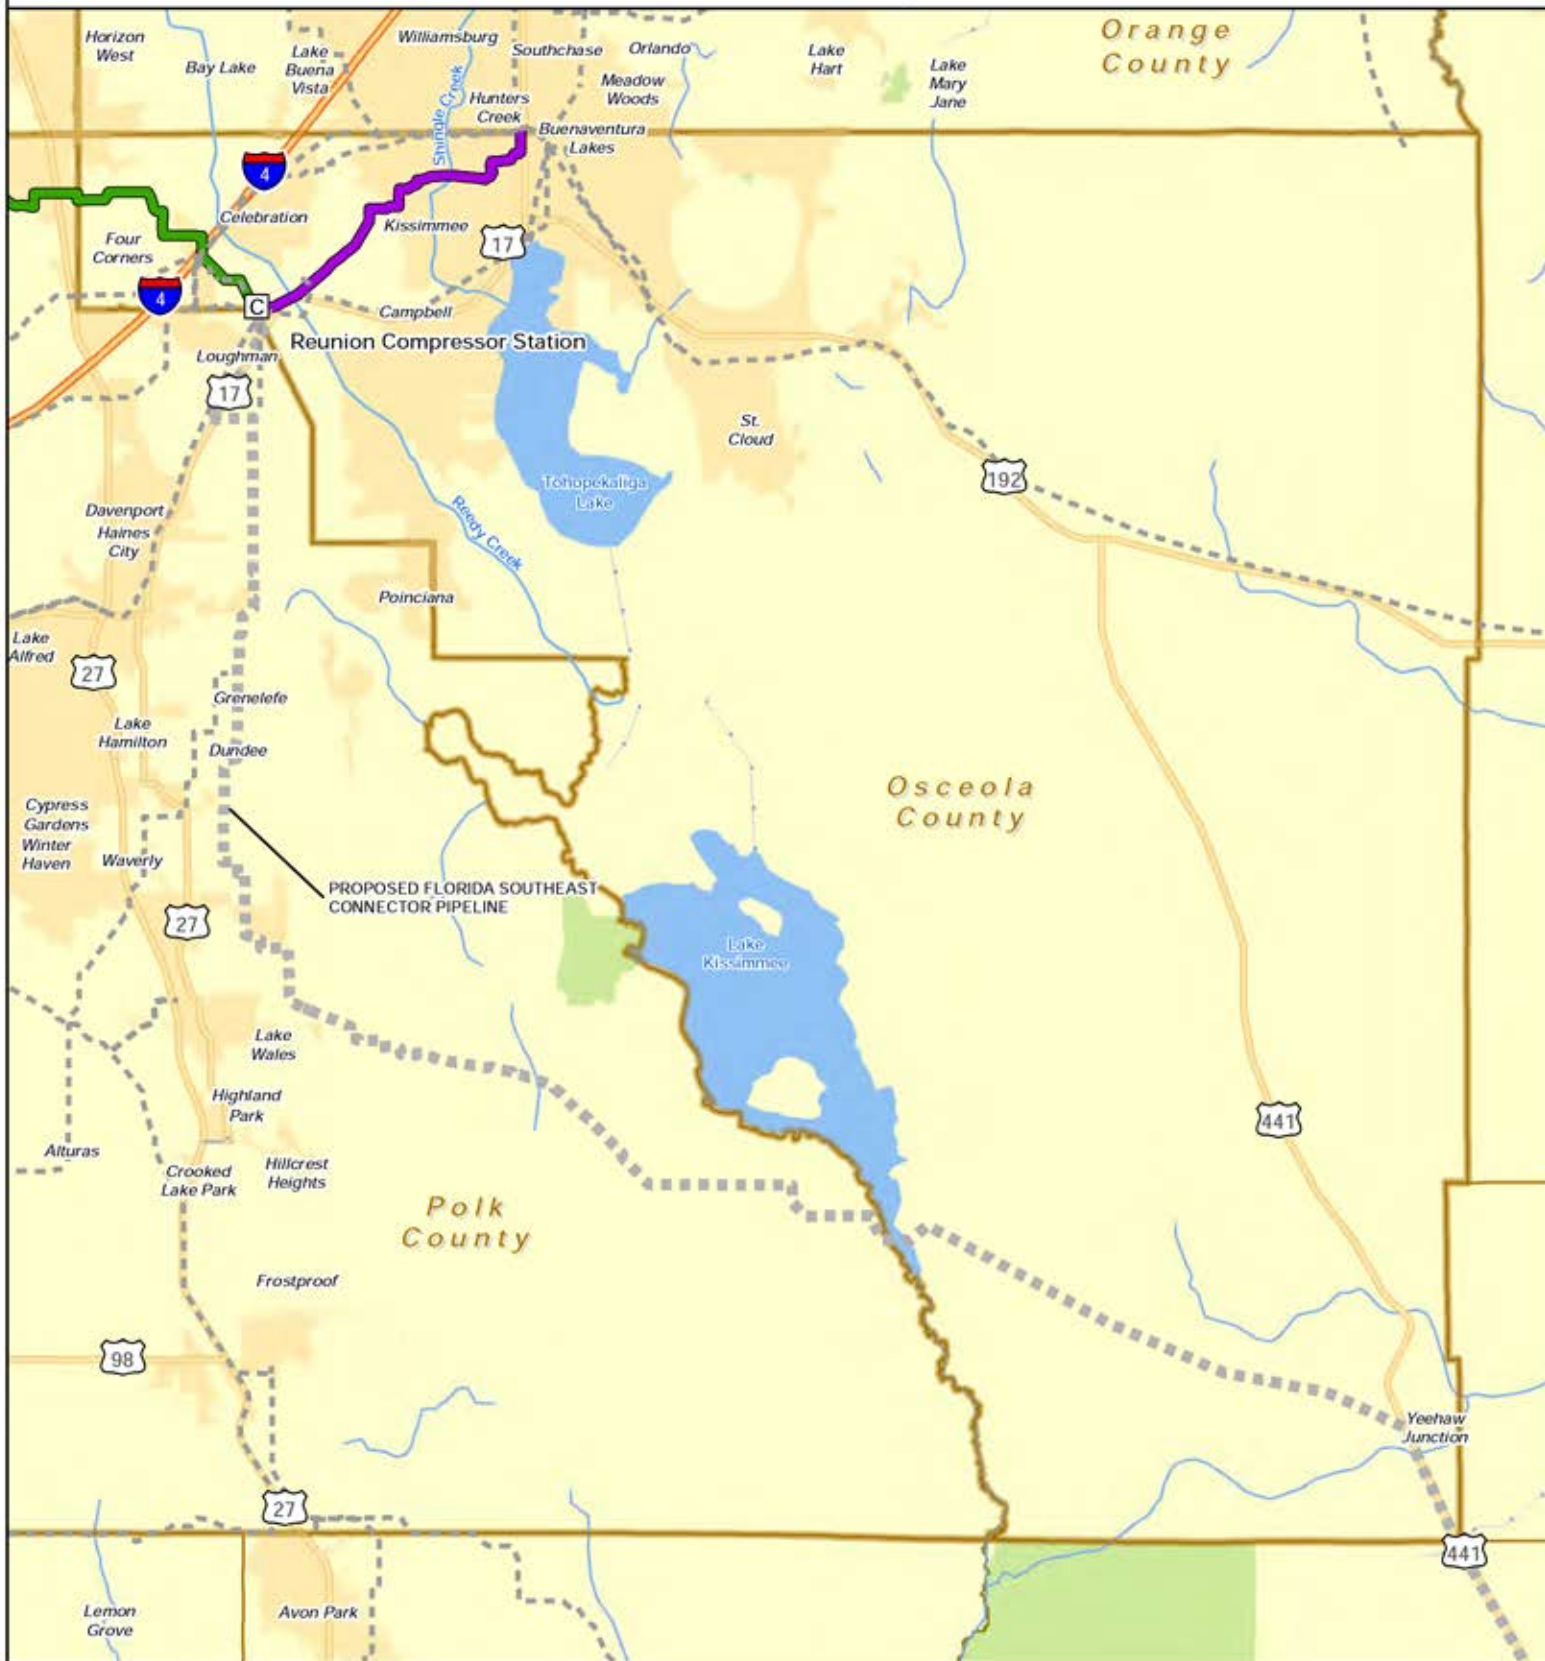 Orange
County
Horizon
West
Bay Lake
Lake
Buena
Vista
Williamsburg
Southchase
Orlando
Meadow
Woods
Lake
Hart
Lake
Mary
Jane
Shingle Creek
Hunters
Creek
Buenaventura
Lakes
4
Celebration
Kissimmee
17
Four
Corners
4
C
Campbell
Reunion Compressor Station
Loughman
17
St.
Cloud
192
Tohopekaliga
Lake
Reedy Creek
Davenport
Haines
City
Poinciana
Lake
Alfred
27
Grenelefe
Lake
Hamilton
Dundee
Osceola
County
Cypress
Gardens
Winter
Haven
Waverly
PROPOSED FLORIDA SOUTHEAST
CONNECTOR PIPELINE
27
Lake
Kissimmee
Lake
Wales
Highland
Park
441
Alturas
Crooked
Lake Park
Hillcrest
Heights
Polk
County
Frostproof
98
Yeehaw
Junction
27
441
Lemon
Grove
Avon Park